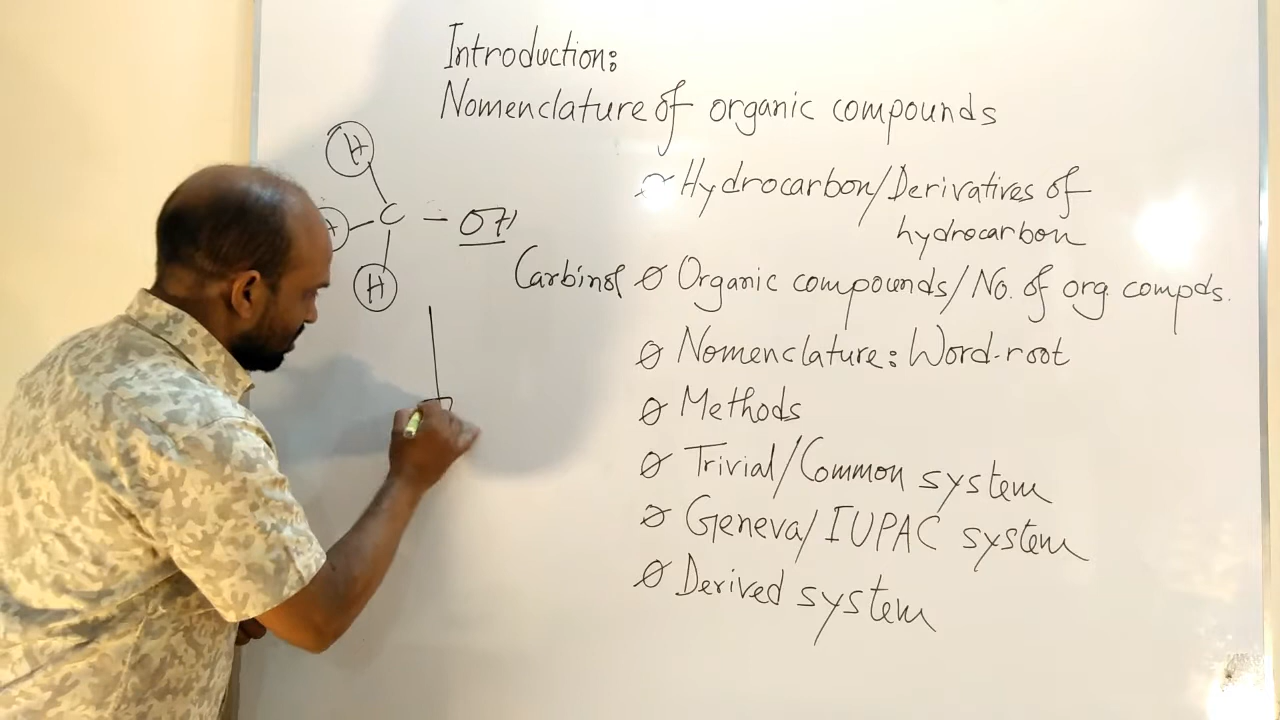 Introduction:
Nomenclature of organic compounds
H
H C - OH
H
Carbinol
Hydrocarbon/Derivatives of
hydrocarbon
Organic compounds/No. of org. compds.
Nomenclature: Word-root
Methods
Trivial/Common system
Geneva/IUPAC system
Derived system